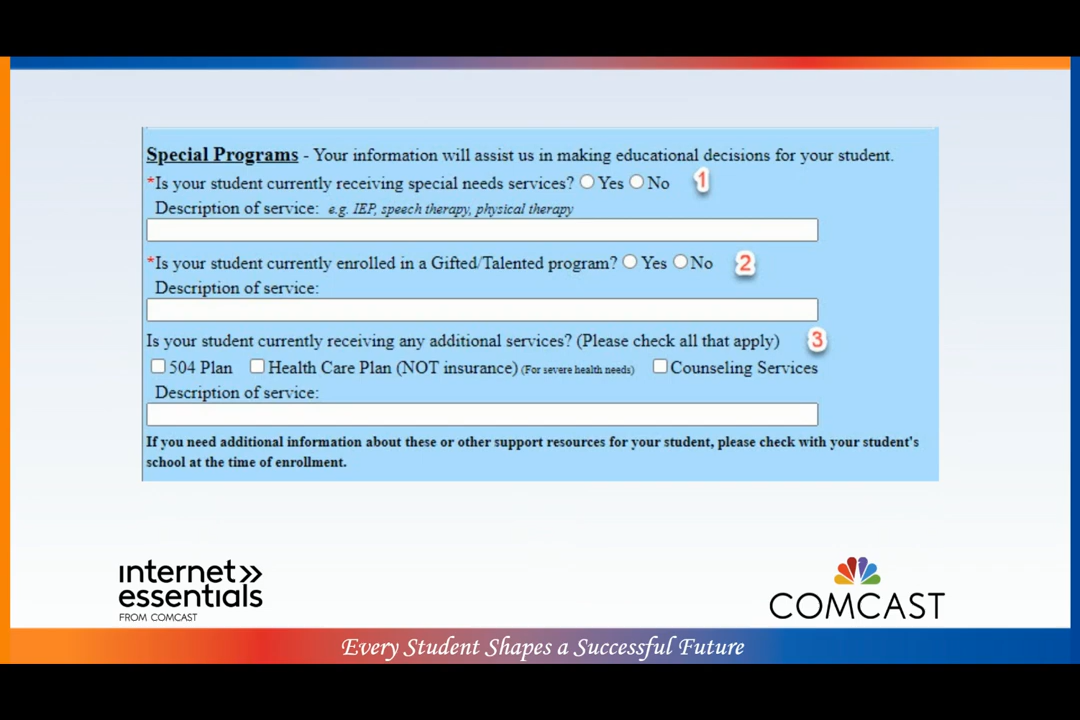 Special Programs - Your information will assist us in making educational decisions for your student.
*Is your student currently receiving special needs services? Yes No 1
Description of service: e.g. IEP, speech therapy, physical therapy
*Is your student currently enrolled in a Gifted/Talented program? Yes No 2
Description of service:
Is your student currently receiving any additional services? (Please check all that apply) 3
504 Plan Health Care Plan (NOT insurance) (For severe health needs) Counseling Services
Description of service:
If you need additional information about these or other support resources for your student, please check with your student's
school at the time of enrollment.
internet
essentials
FROM COMCAST
COMCAST
Every Student Shapes a Successful Future